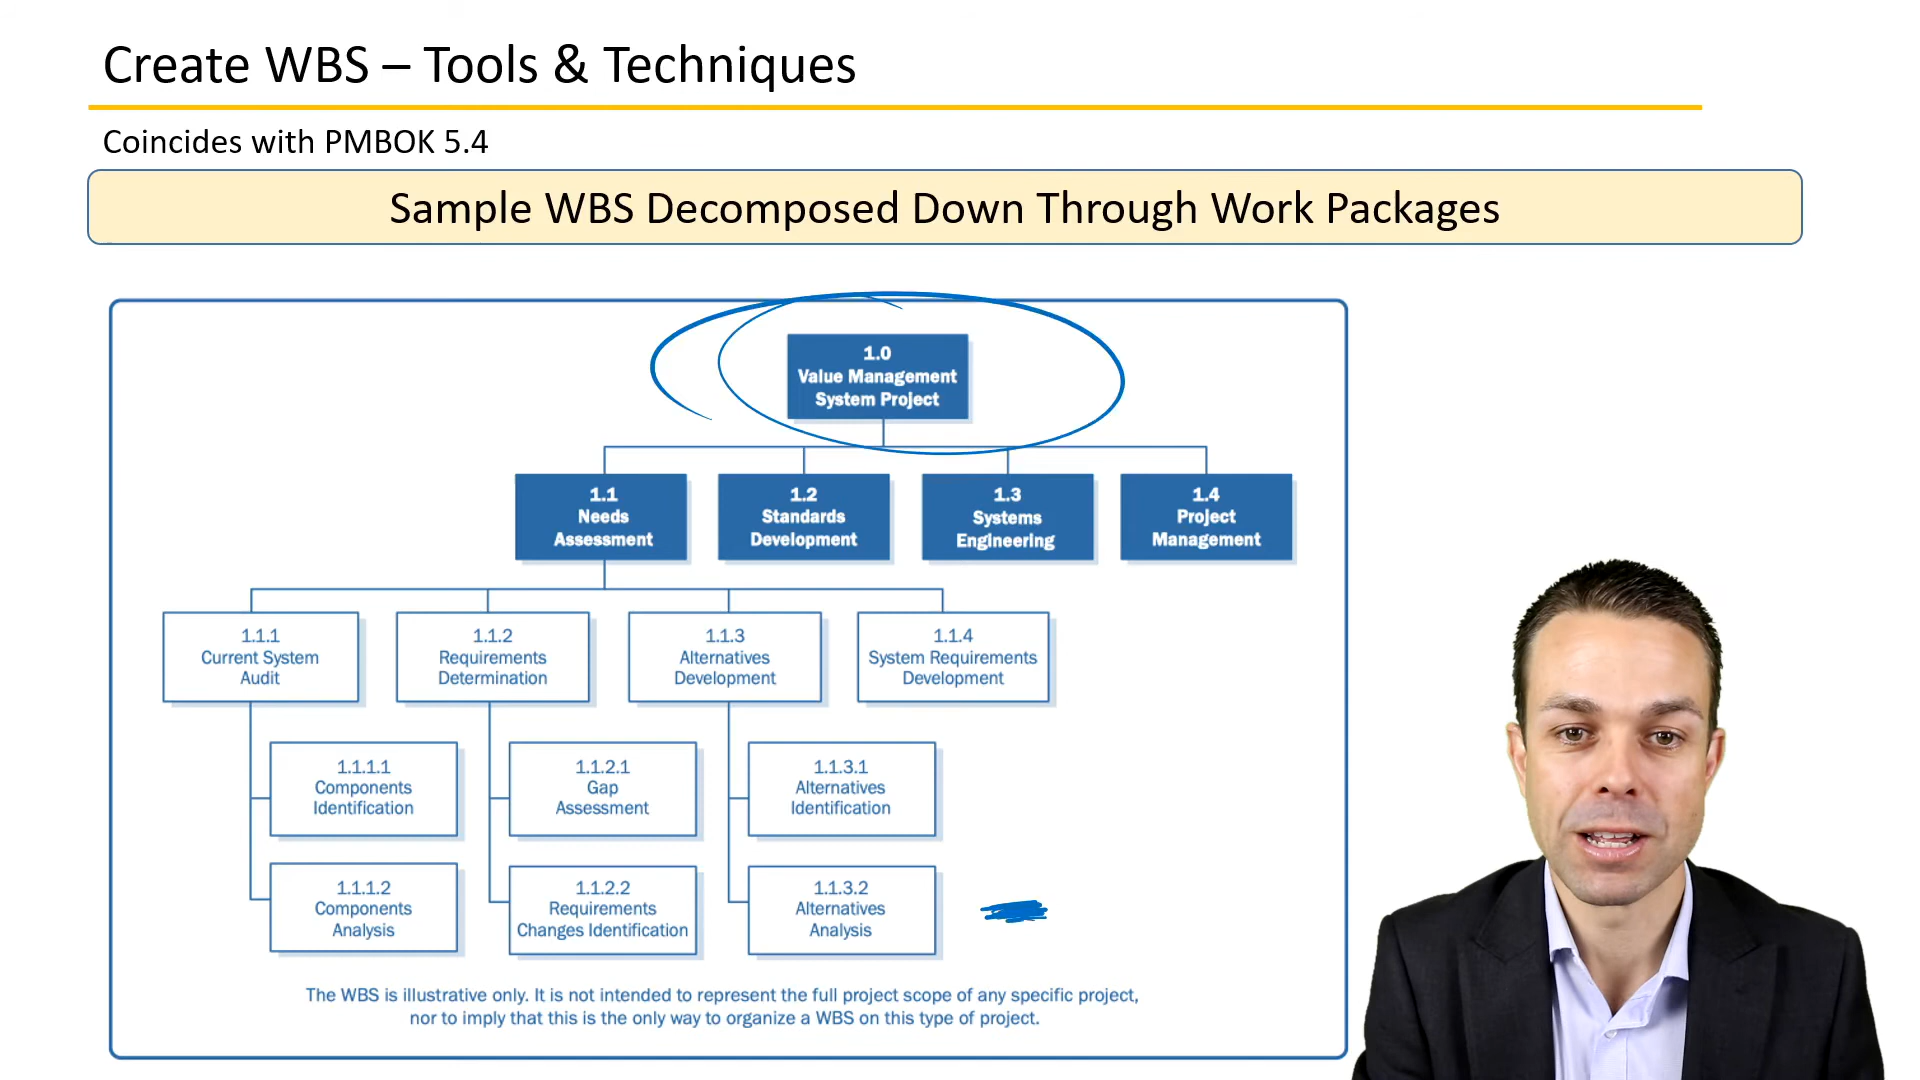 Create WBS – Tools & Techniques
Coincides with PMBOK 5.4
Sample WBS Decomposed Down Through Work Packages
1.0
Value Management
System Project
1.1
Needs
Assessment
1.2
Standards
Development
1.3
Systems
Engineering
1.4
Project
Management
1.1.1
Current System
Audit
1.1.2
Requirements
Determination
1.1.3
Alternatives
Development
1.1.4
System Requirements
Development
1.1.1.1
Components
Identification
1.1.2.1
Gap
Assessment
1.1.3.1
Alternatives
Identification
1.1.1.2
Components
Analysis
1.1.2.2
Requirements
Changes Identification
1.1.3.2
Alternatives
Analysis
The WBS is illustrative only. It is not intended to represent the full project scope of any specific project,
nor to imply that this is the only way to organize a WBS on this type of project.